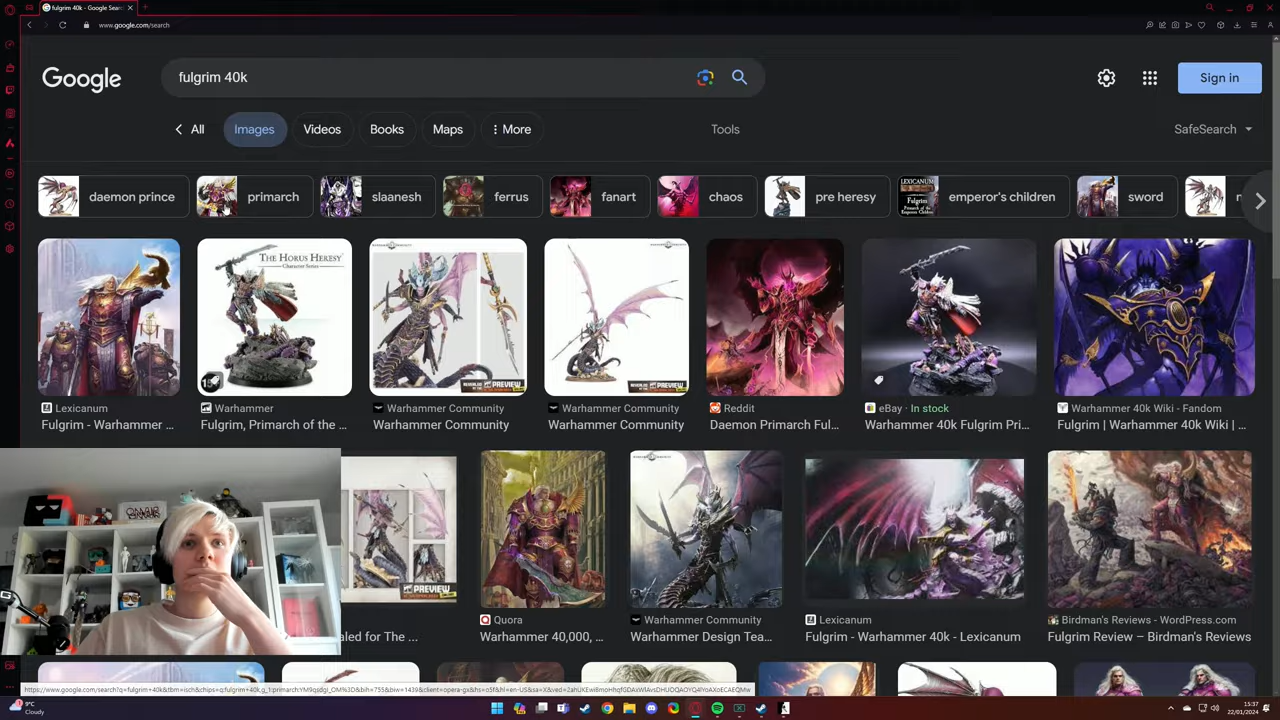 fulgrim 40k - Google Sear
www.google.com/search
Google
fulgrim 40k
Sign in
All
Images
Videos
Books
Maps
More
Tools
SafeSearch
daemon prince
primarch
slaanesh
ferrus
fanart
chaos
pre heresy
emperor's children
sword
THE HORUS HERESY
Character Series
Lexicanum
Fulgrim - Warhammer ...
Warhammer
Fulgrim, Primarch of the ...
Warhammer Community
Warhammer Community
Warhammer Community
Warhammer Community
Reddit
Daemon Primarch Ful...
eBay · In stock
Warhammer 40k Fulgrim Pri...
Warhammer 40k Wiki - Fandom
Fulgrim | Warhammer 40k Wiki | ...
PREVIEW
PREVIEW
PREVIEW
aled for The ...
Quora
Warhammer 40,000, ...
Warhammer Community
Warhammer Design Tea...
Lexicanum
Fulgrim - Warhammer 40k - Lexicanum
Birdman's Reviews - WordPress.com
Fulgrim Review – Birdman's Reviews
9°C
Cloudy
15:37
22/01/2024